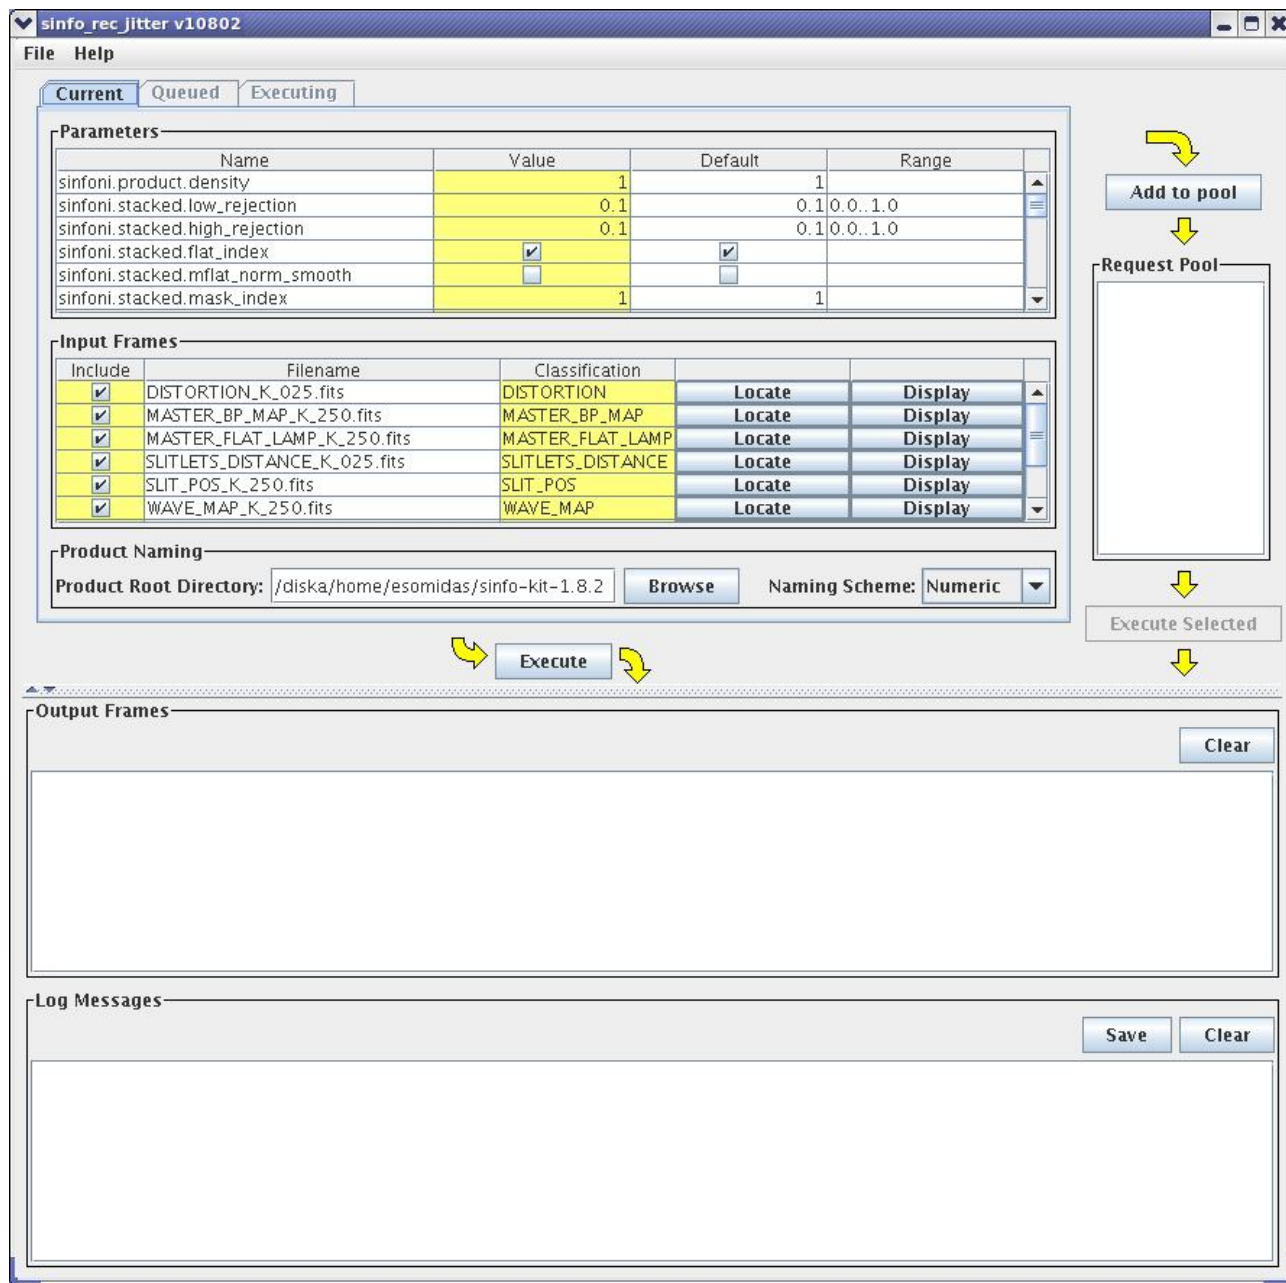 sinfo_rec_jitter v10802
File Help
Current Queued Executing
Parameters
Name Value Default Range
sinfoni.product.density 1 1
sinfoni.stacked.low_rejection 0.1 0.1 0.0..1.0
sinfoni.stacked.high_rejection 0.1 0.1 0.0..1.0
sinfoni.stacked.flat_index
sinfoni.stacked.mflat_norm_smooth
sinfoni.stacked.mask_index 1 1
Add to pool
Request Pool
Input Frames
Include Filename Classification
DISTORTION_K_025.fits DISTORTION Locate Display
MASTER_BP_MAP_K_250.fits MASTER_BP_MAP Locate Display
MASTER_FLAT_LAMP_K_250.fits MASTER_FLAT_LAMP Locate Display
SLITLETS_DISTANCE_K_025.fits SLITLETS_DISTANCE Locate Display
SLIT_POS_K_250.fits SLIT_POS Locate Display
WAVE_MAP_K_250.fits WAVE_MAP Locate Display
Product Naming
Product Root Directory: /diska/home/esomidas/sinfo-kit-1.8.2 Browse Naming Scheme: Numeric
Execute Selected
Execute
Output Frames
Clear
Log Messages
Save Clear